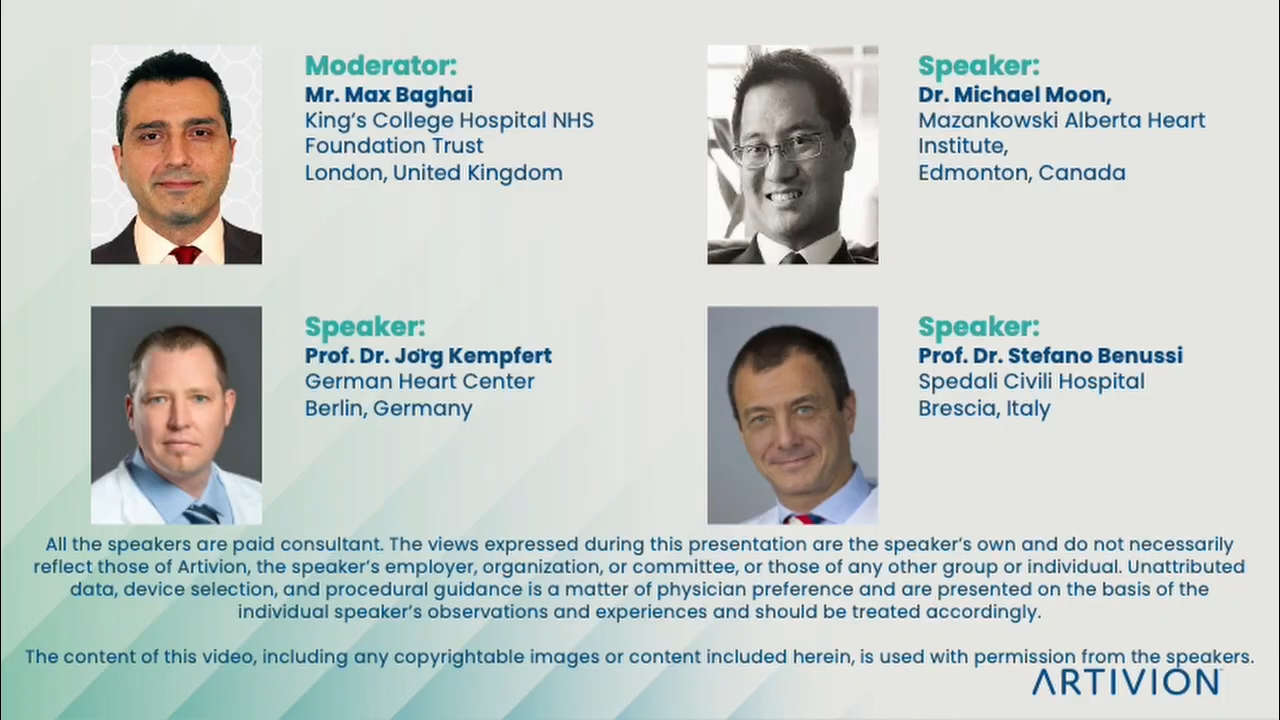 Moderator:
Mr. Max Baghai
King's College Hospital NHS
Foundation Trust
London, United Kingdom
Speaker:
Dr. Michael Moon,
Mazankowski Alberta Heart
Institute,
Edmonton, Canada
Speaker:
Prof. Dr. Jörg Kempfert
German Heart Center
Berlin, Germany
Speaker:
Prof. Dr. Stefano Benussi
Spedali Civili Hospital
Brescia, Italy
All the speakers are paid consultant. The views expressed during this presentation are the speaker's own and do not necessarily
reflect those of Artivion, the speaker's employer, organization, or committee, or those of any other group or individual. Unattributed
data, device selection, and procedural guidance is a matter of physician preference and are presented on the basis of the
individual speaker's observations and experiences and should be treated accordingly.
The content of this video, including any copyrightable images or content included herein, is used with permission from the speakers.
ARTIVION